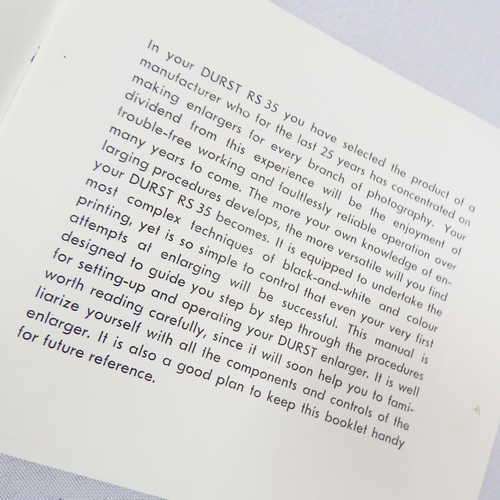 In your DURST RS 35 you have selected the product of a
manufacturer who for the last 25 years has concentrated on
making enlargers for every branch of photography. Your
dividend from this experience will be the enjoyment of
trouble-free working and faultlessly reliable operation over
many years to come. The more your own knowledge of en-
larging procedures develops, the more versatile will you find
your DURST RS 35 becomes. It is equipped to undertake the
most complex techniques of black-and-white and colour
printing, yet is so simple to control that even your very first
attempts at enlarging will be successful. This manual is
designed to guide you step by step through the procedures
for setting-up and operating your DURST enlarger. It is well
worth reading carefully, since it will soon help you to fami-
liarize yourself with all the components and controls of the
enlarger. It is also a good plan to keep this booklet handy
for future reference.